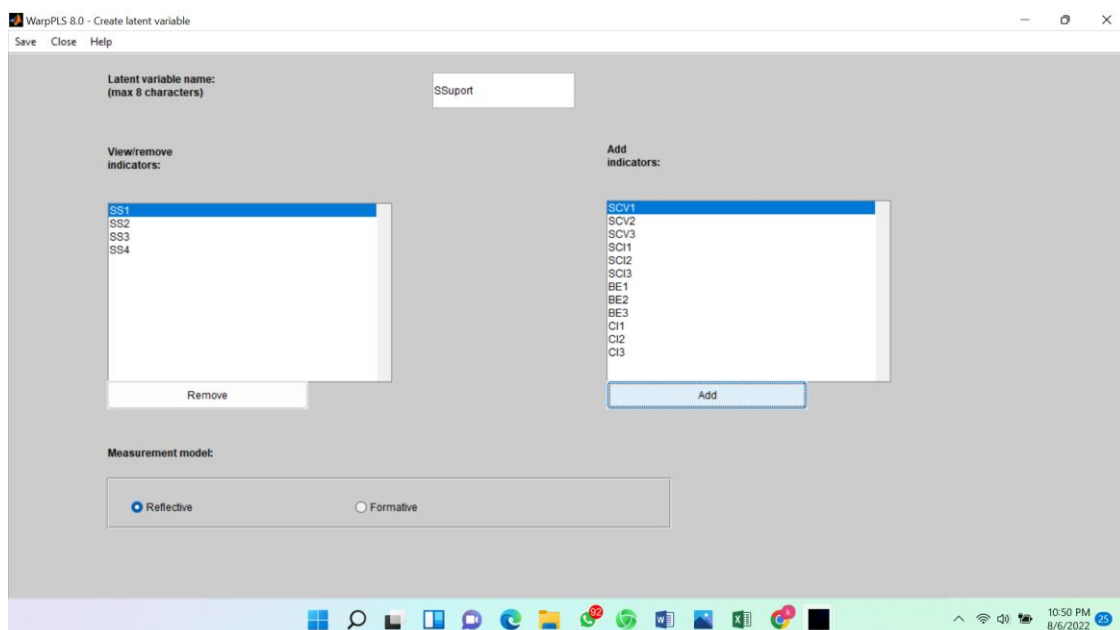 WarpPLS 8.0 - Create latent variable
Save Close Help
Latent variable name:
(max 8 characters)
SSuport
View/remove
indicators:
Add
indicators:
SS1
SS2
SS3
SS4
SCV1
SCV2
SCV3
SCI1
SCI2
SCI3
BE1
BE2
BE3
CI1
CI2
CI3
Remove
Add
Measurement model:
Reflective
Formative
92
10:50 PM
8/6/2022
25